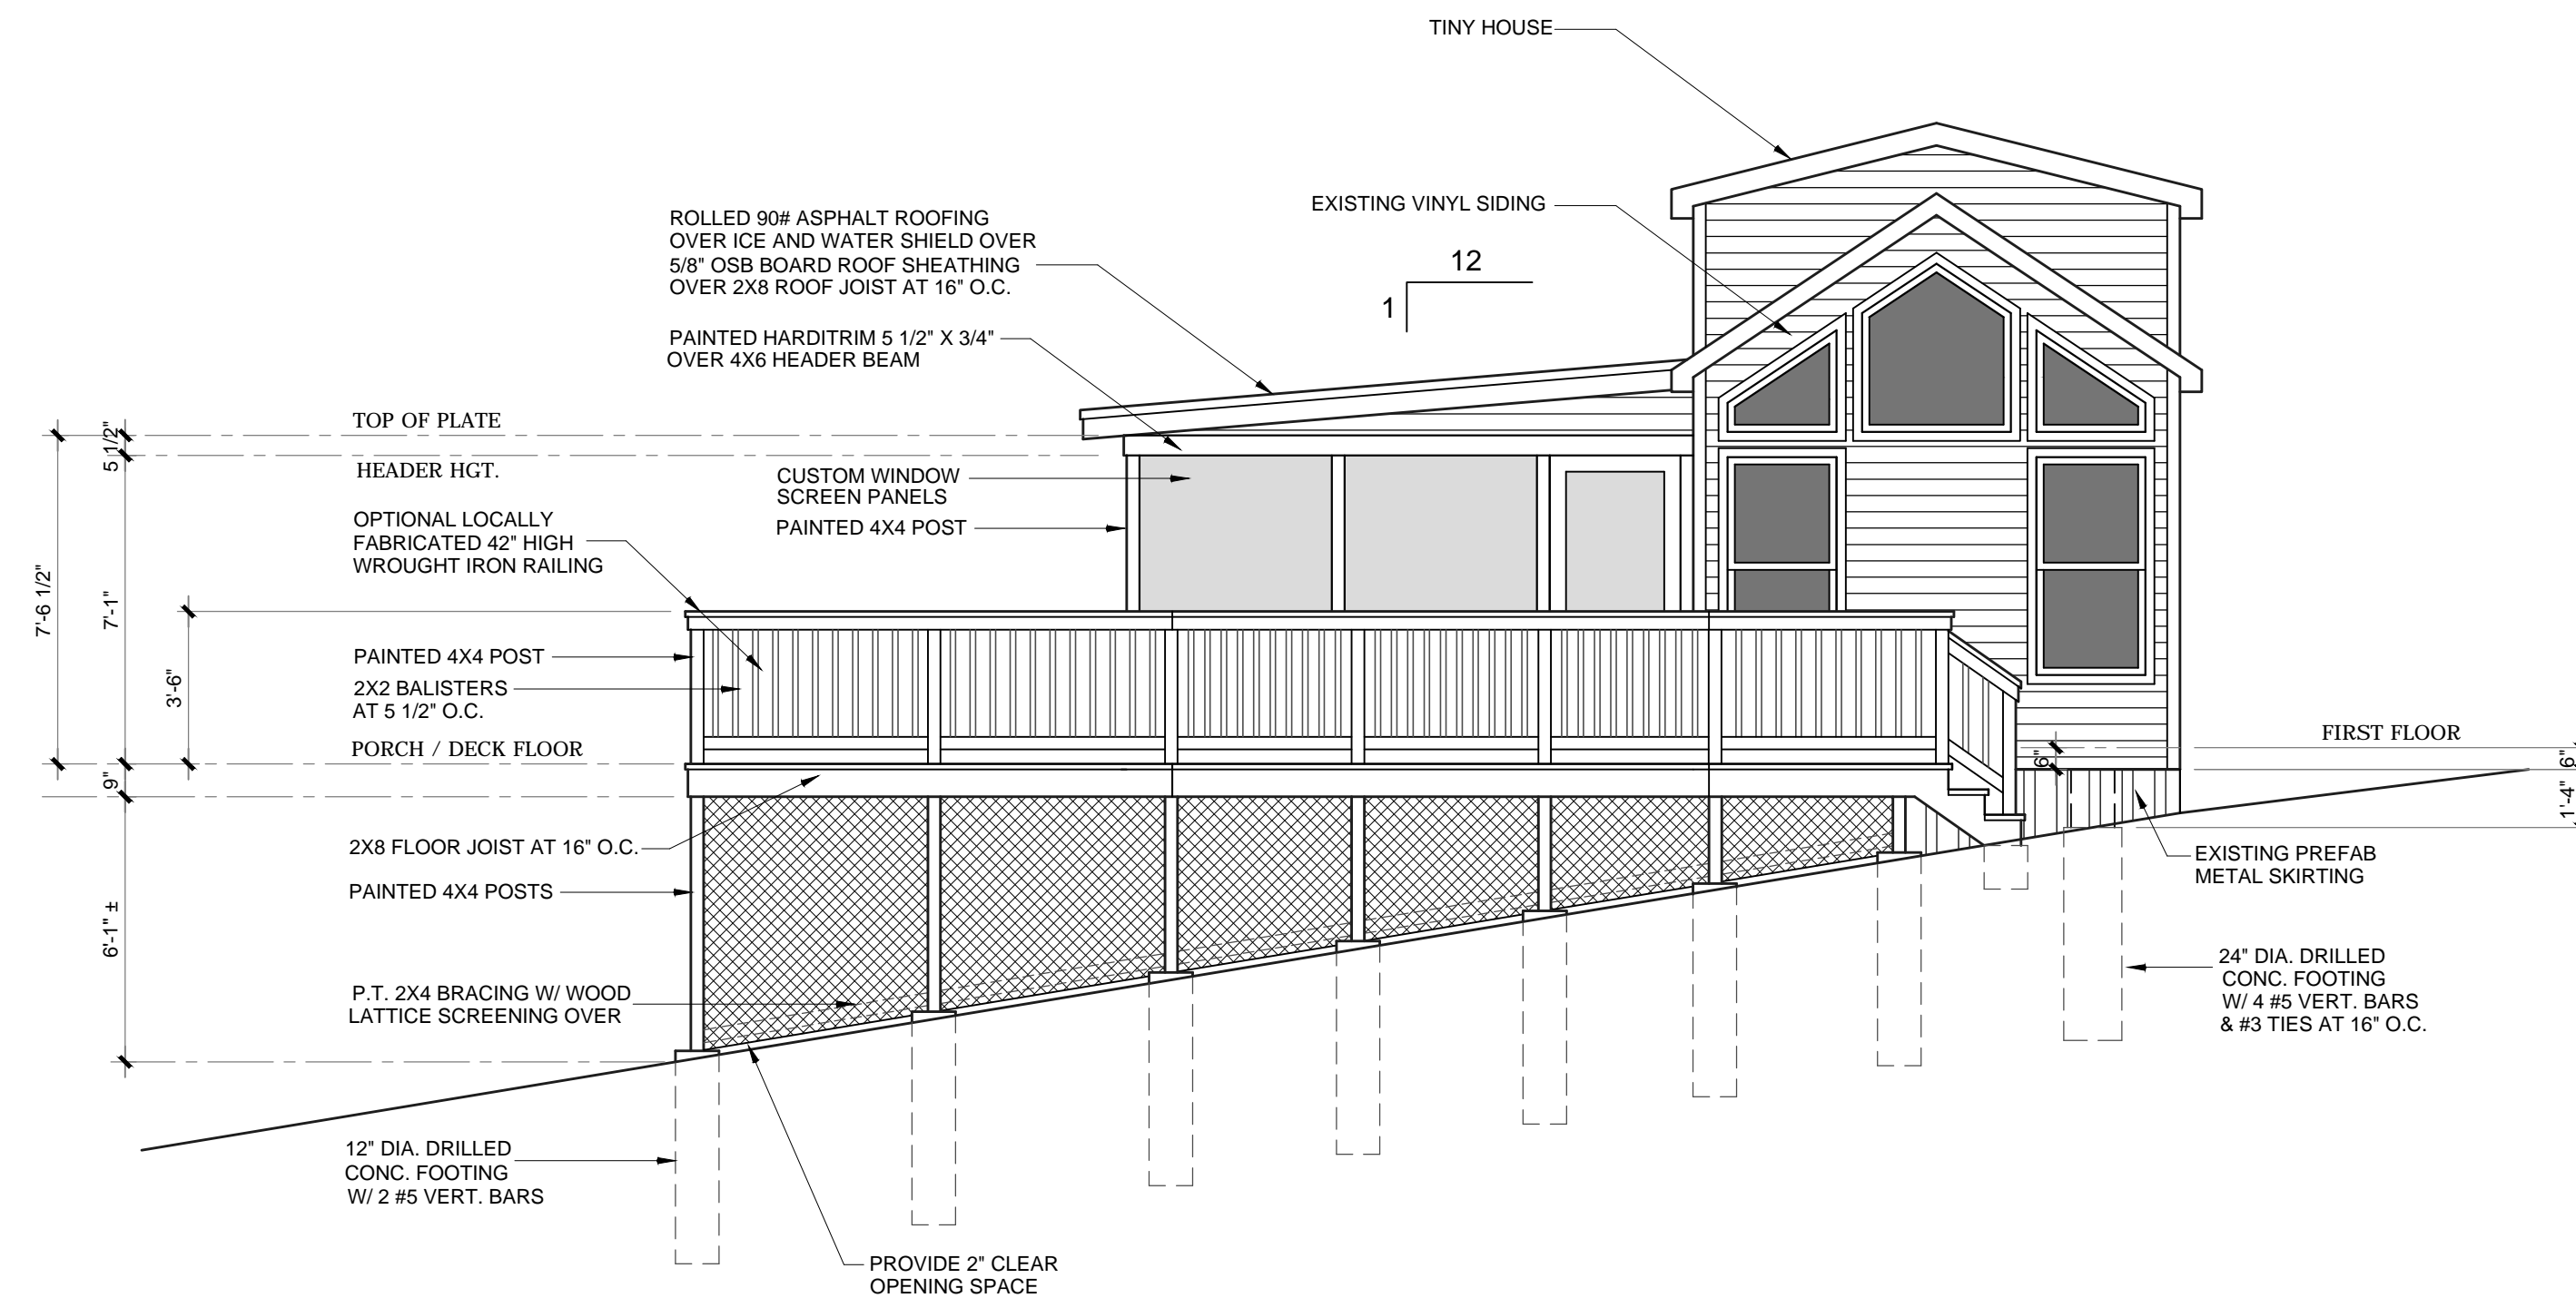 TINY HOUSE
EXISTING VINYL SIDING
ROLLED 90# ASPHALT ROOFING
OVER ICE AND WATER SHIELD OVER
5/8" OSB BOARD ROOF SHEATHING
OVER 2X8 ROOF JOIST AT 16" O.C.
12
1
PAINTED HARDITRIM 5 1/2" X 3/4"
OVER 4X6 HEADER BEAM
TOP OF PLATE
5 1/2"
HEADER HGT.
CUSTOM WINDOW
SCREEN PANELS
PAINTED 4X4 POST
OPTIONAL LOCALLY
FABRICATED 42" HIGH
WROUGHT IRON RAILING
7'-6 1/2"
7'-1"
3'-6"
PAINTED 4X4 POST
2X2 BALISTERS
AT 5 1/2" O.C.
PORCH / DECK FLOOR
FIRST FLOOR
6"
6"
1'-4"
9"
2X8 FLOOR JOIST AT 16" O.C.
PAINTED 4X4 POSTS
6'-1" ±
EXISTING PREFAB
METAL SKIRTING
P.T. 2X4 BRACING W/ WOOD
LATTICE SCREENING OVER
24" DIA. DRILLED
CONC. FOOTING
W/ 4 #5 VERT. BARS
& #3 TIES AT 16" O.C.
12" DIA. DRILLED
CONC. FOOTING
W/ 2 #5 VERT. BARS
PROVIDE 2" CLEAR
OPENING SPACE